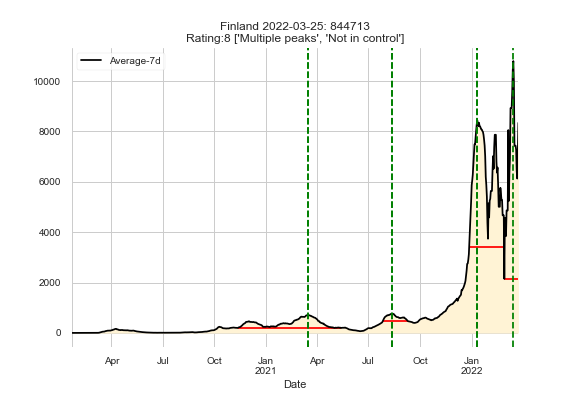 Finland 2022-03-25: 844713
Rating:8 ['Multiple peaks', 'Not in control']
Average-7d
10000
8000
6000
4000
2000
0
Apr Jul Oct Jan Apr Jul Oct Jan
2021 2022
Date